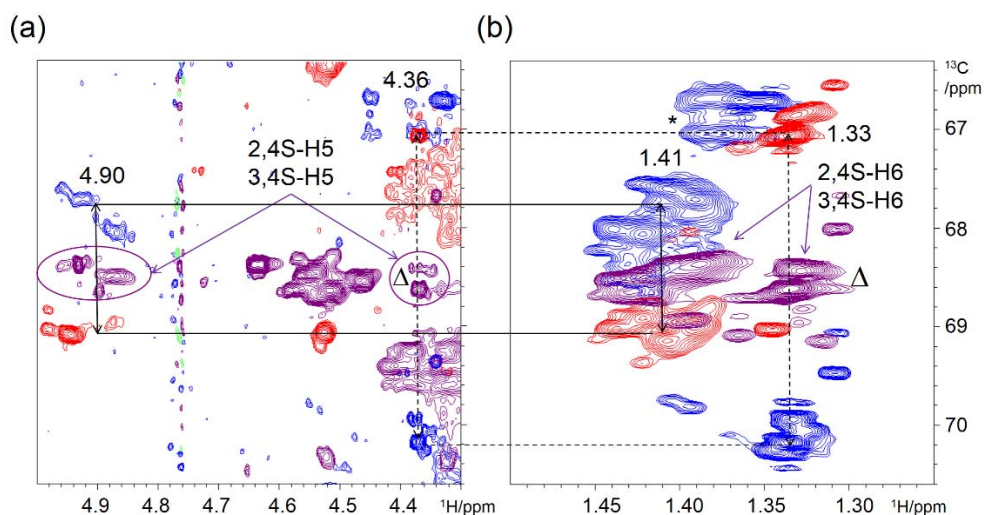 (a)
(b)
4.36
¹³C
/ppm
67
*
1.33
2,4S-H5
3,4S-H5
1.41
2,4S-H6
3,4S-H6
4.90
68
Δ
Δ
69
70
4.9 4.8 4.7 4.6 4.5 4.4 ¹H/ppm
1.45 1.40 1.35 1.30 ¹H/ppm